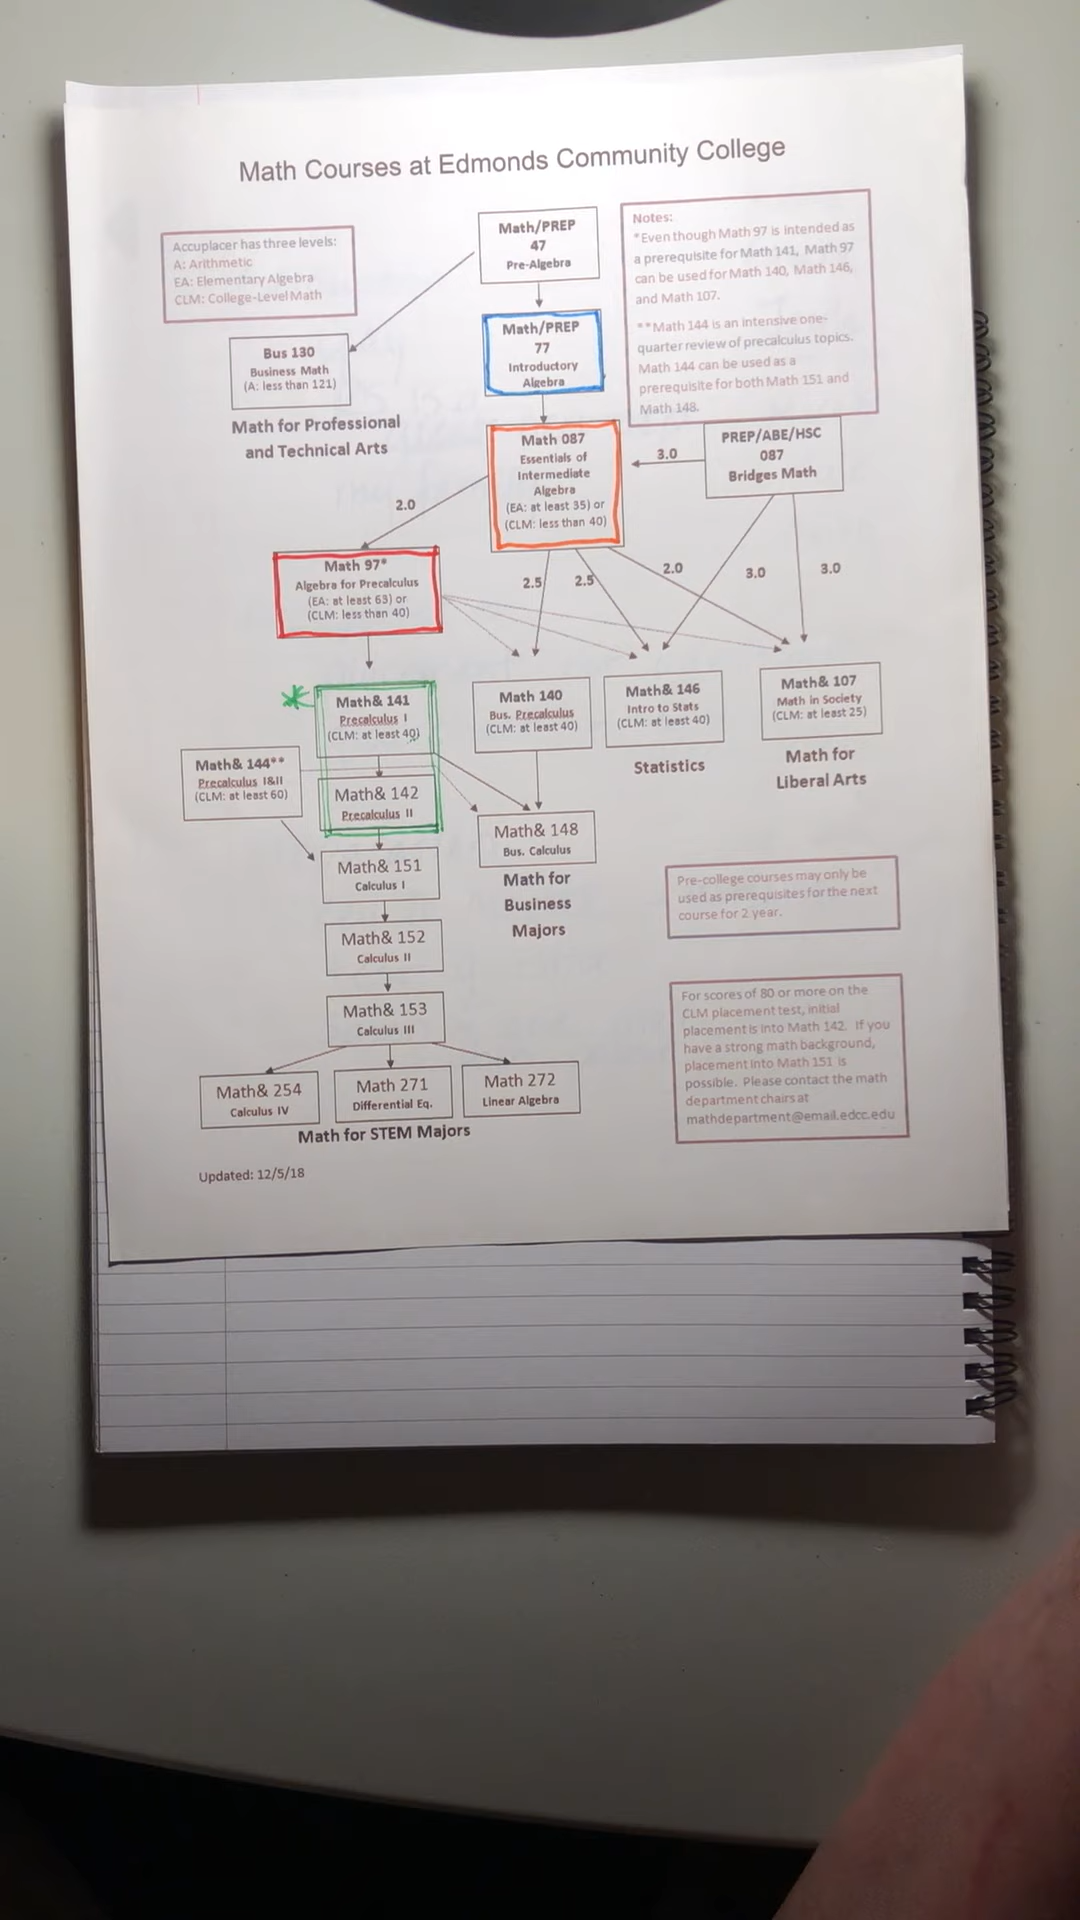 Math Courses at Edmonds Community College
Accuplacer has three levels:
A: Arithmetic
EA: Elementary Algebra
CLM: College-Level Math
Math/PREP
47
Pre-Algebra
Notes:
*Even though Math 97 is intended as
a prerequisite for Math 141, Math 97
can be used for Math 140, Math 146,
and Math 107.
**Math 144 is an intensive one-
quarter review of precalculus topics.
Math 144 can be used as a
prerequisite for both Math 151 and
Math 148.
Bus 130
Business Math
(A: less than 121)
Math for Professional
and Technical Arts
Math/PREP
77
Introductory
Algebra
Math 087
Essentials of
Intermediate
Algebra
(EA: at least 35) or
(CLM: less than 40)
3.0
PREP/ABE/HSC
087
Bridges Math
2.0
Math 97*
Algebra for Precalculus
(EA: at least 63) or
(CLM: less than 40)
2.5
2.5
2.0
3.0
3.0
Math& 141
Precalculus I
(CLM: at least 40)
Math 140
Bus. Precalculus
(CLM: at least 40)
Math& 146
Intro to Stats
(CLM: at least 40)
Statistics
Math& 107
Math in Society
(CLM: at least 25)
Math for
Liberal Arts
Math& 144**
Precalculus I&II
(CLM: at least 60)
Math& 142
Precalculus II
Math& 148
Bus. Calculus
Math for
Business
Majors
Math& 151
Calculus I
Math& 152
Calculus II
Math& 153
Calculus III
Math& 254
Calculus IV
Math 271
Differential Eq.
Math 272
Linear Algebra
Math for STEM Majors
Pre-college courses may only be
used as prerequisites for the next
course for 2 year.
For scores of 80 or more on the
CLM placement test, initial
placement is into Math 142. If you
have a strong math background,
placement into Math 151 is
possible. Please contact the math
department chairs at
mathdepartment@email.edcc.edu
Updated: 12/5/18